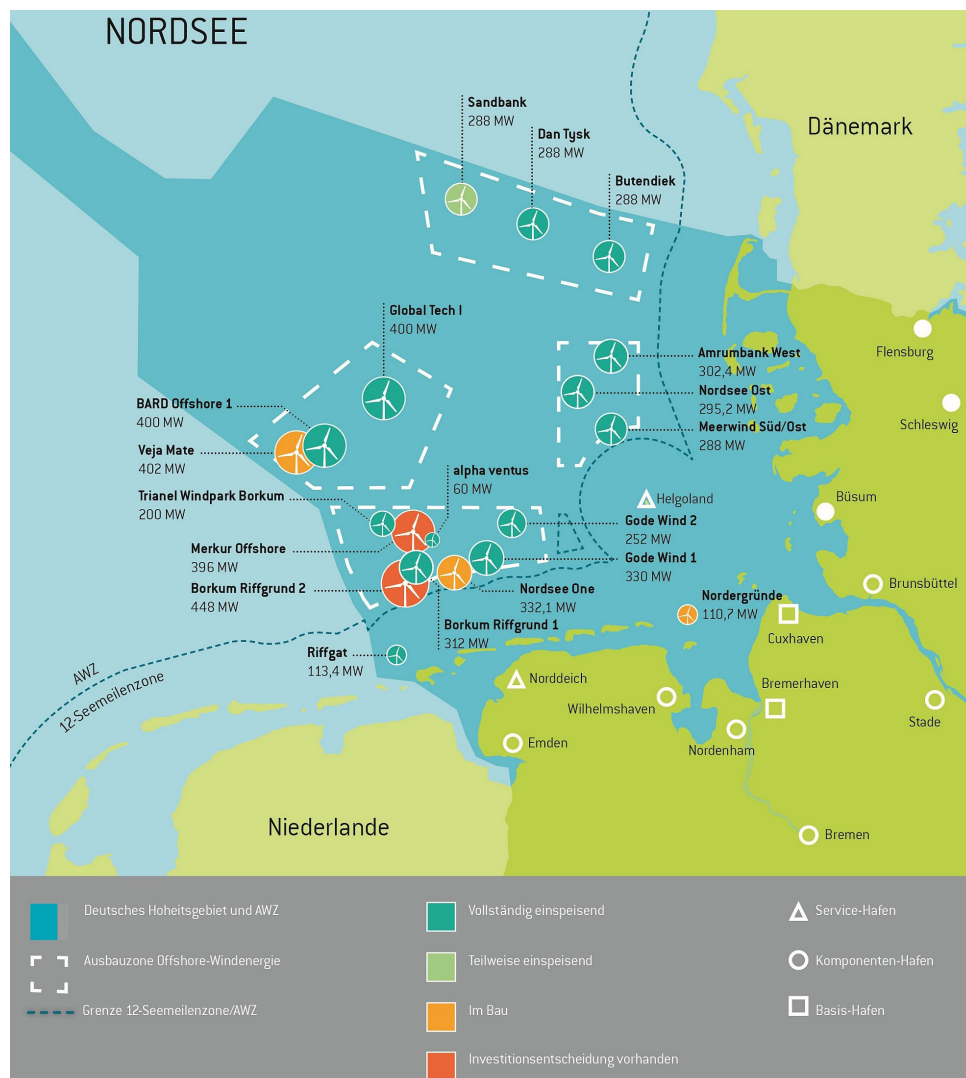 NORDSEE
Dänemark
Sandbank
288 MW
Dan Tysk
288 MW
Butendiek
288 MW
Global Tech I
400 MW
Flensburg
Amrumbank West
302,4 MW
Nordsee Ost
295,2 MW
Meerwind Süd/Ost
288 MW
Schleswig
BARD Offshore 1
400 MW
Veja Mate
402 MW
alpha ventus
60 MW
Trianel Windpark Borkum
200 MW
Helgoland
Büsum
Gode Wind 2
252 MW
Gode Wind 1
330 MW
Merkur Offshore
396 MW
Borkum Riffgrund 2
448 MW
Nordsee One
332,1 MW
Borkum Riffgrund 1
312 MW
Nordergründe
110,7 MW
Brunsbüttel
Cuxhaven
Riffgat
113,4 MW
AWZ
12-Seemeilenzone
Norddeich
Wilhelmshaven
Bremerhaven
Stade
Emden
Nordenham
Niederlande
Bremen
Deutsches Hoheitsgebiet und AWZ
Ausbauzone Offshore-Windenergie
Grenze 12-Seemeilenzone/AWZ
Vollständig einspeisend
Teilweise einspeisend
Im Bau
Investitionsentscheidung vorhanden
Service-Hafen
Komponenten-Hafen
Basis-Hafen